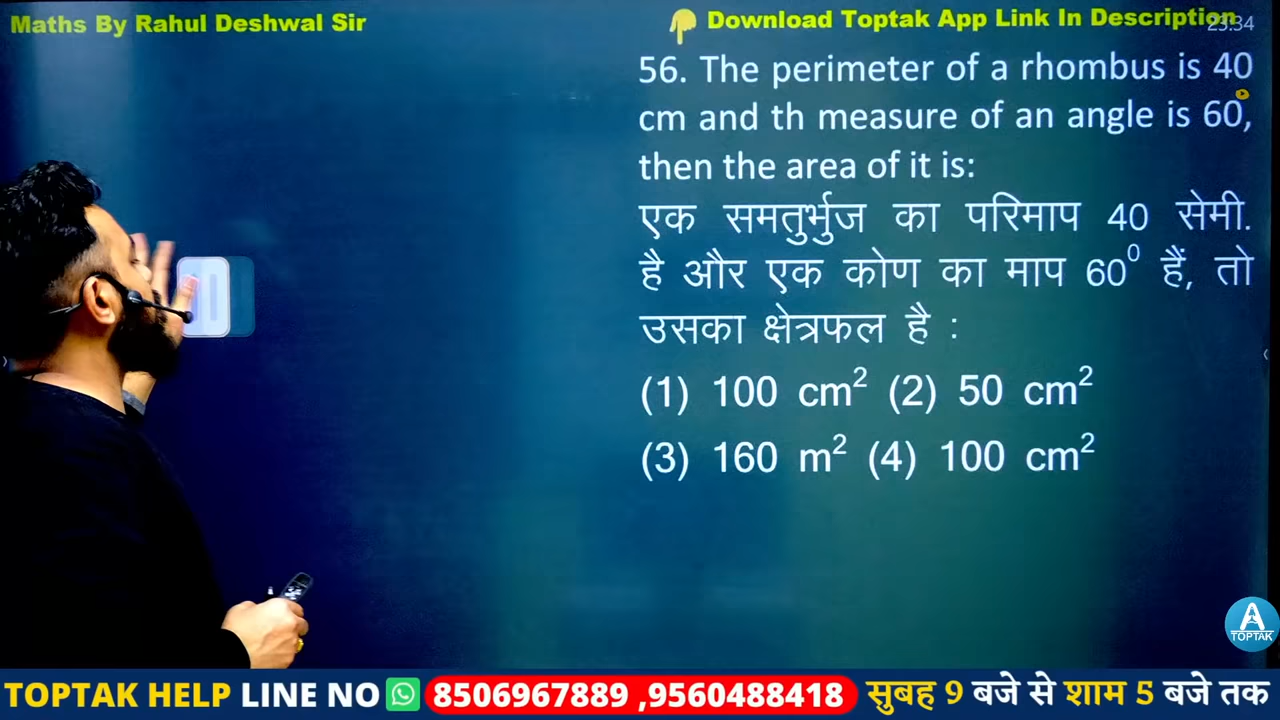 Maths By Rahul Deshwal Sir
Download Toptak App Link In Description
23:34
56. The perimeter of a rhombus is 40
cm and th measure of an angle is 60,
then the area of it is:
एक समतुर्भुज का परिमाप 40 सेमी.
है और एक कोण का माप 60⁰ हैं, तो
उसका क्षेत्रफल है :
(1) 100 cm² (2) 50 cm²
(3) 160 m² (4) 100 cm²
A
TOPTAK
TOPTAK HELP LINE NO 8506967889 ,9560488418 सुबह 9 बजे से शाम 5 बजे तक